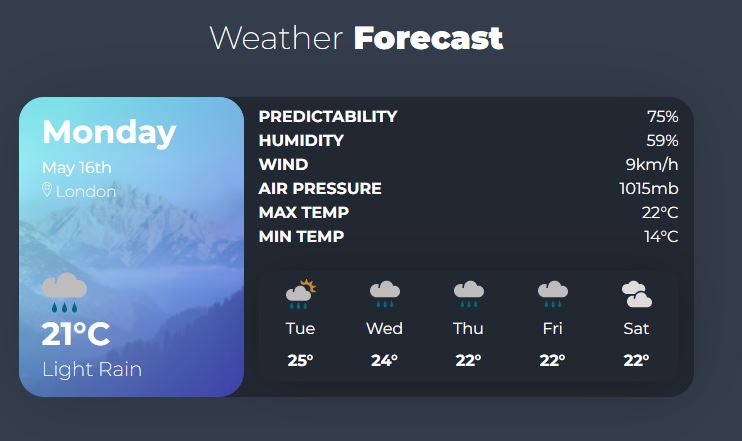 Weather Forecast
Monday
May 16th
London
21°C
Light Rain
PREDICTABILITY 75%
HUMIDITY 59%
WIND 9km/h
AIR PRESSURE 1015mb
MAX TEMP 22°C
MIN TEMP 14°C
Tue Wed Thu Fri Sat
25° 24° 22° 22° 22°